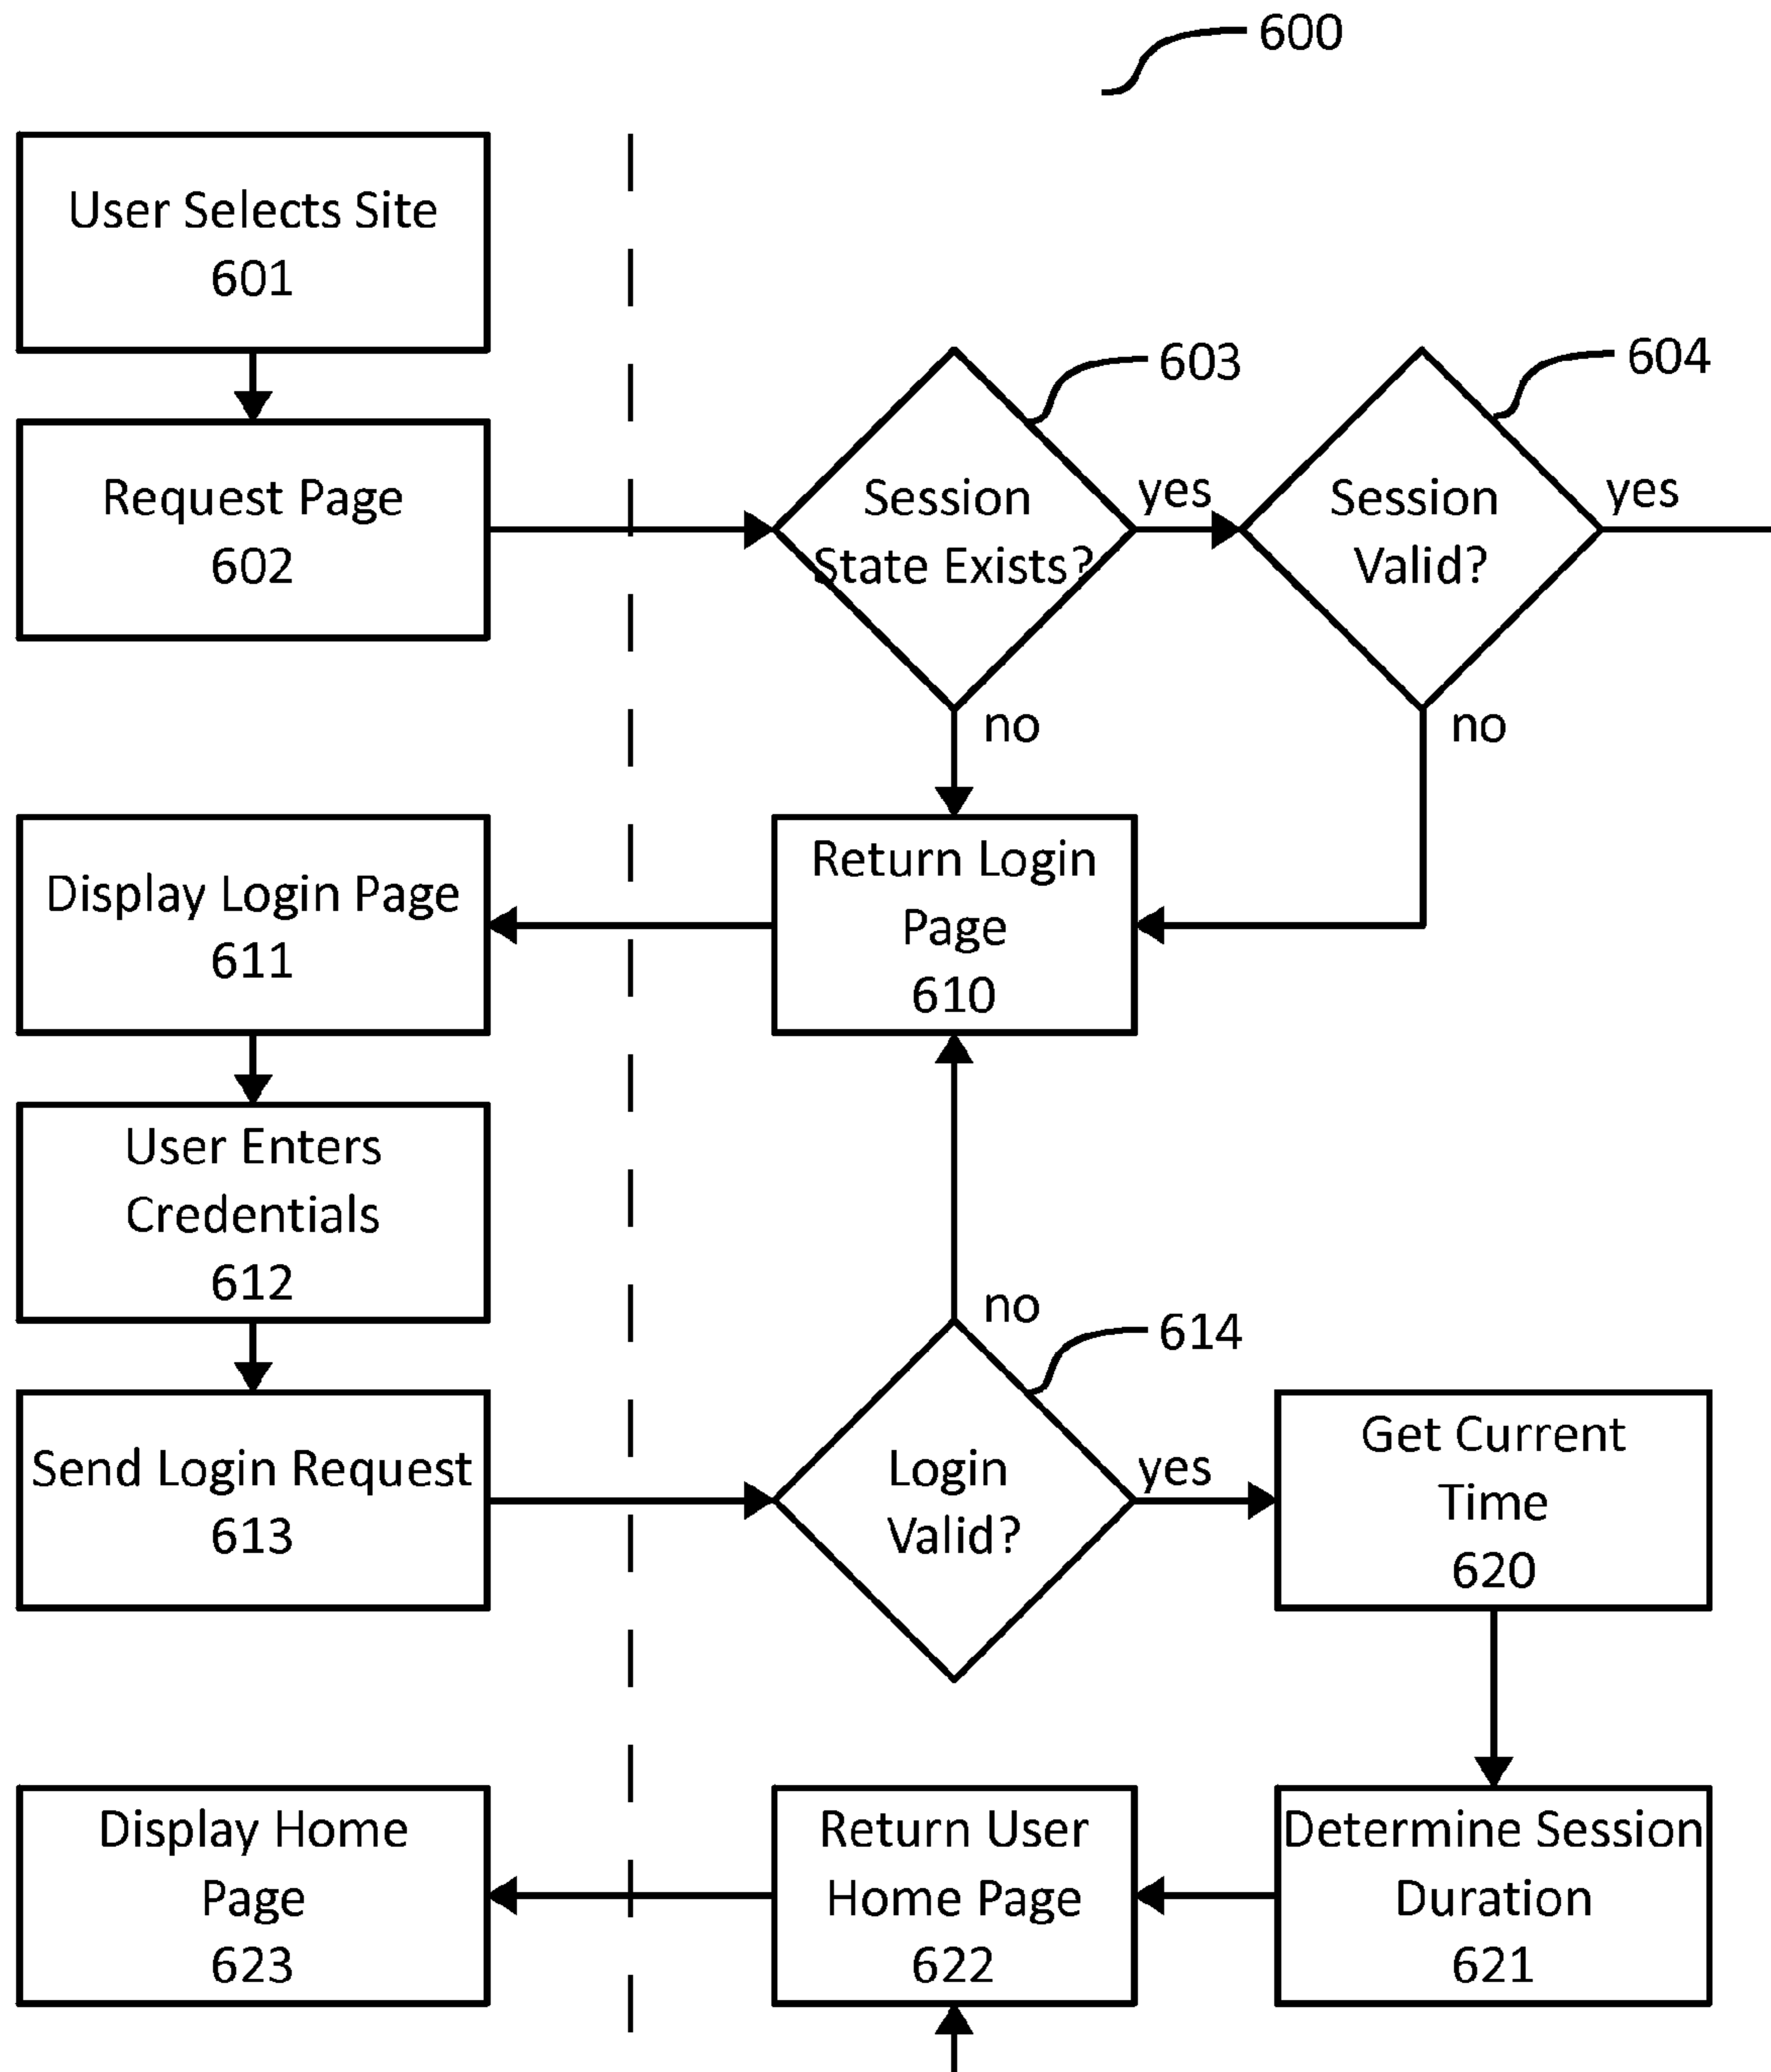 600
User Selects Site
601
Request Page
602
603
Session
State Exists?
yes
no
604
Session
Valid?
yes
no
Return Login
Page
610
Display Login Page
611
User Enters
Credentials
612
Send Login Request
613
no
614
Login
Valid?
yes
Get Current
Time
620
Determine Session
Duration
621
Return User
Home Page
622
Display Home
Page
623